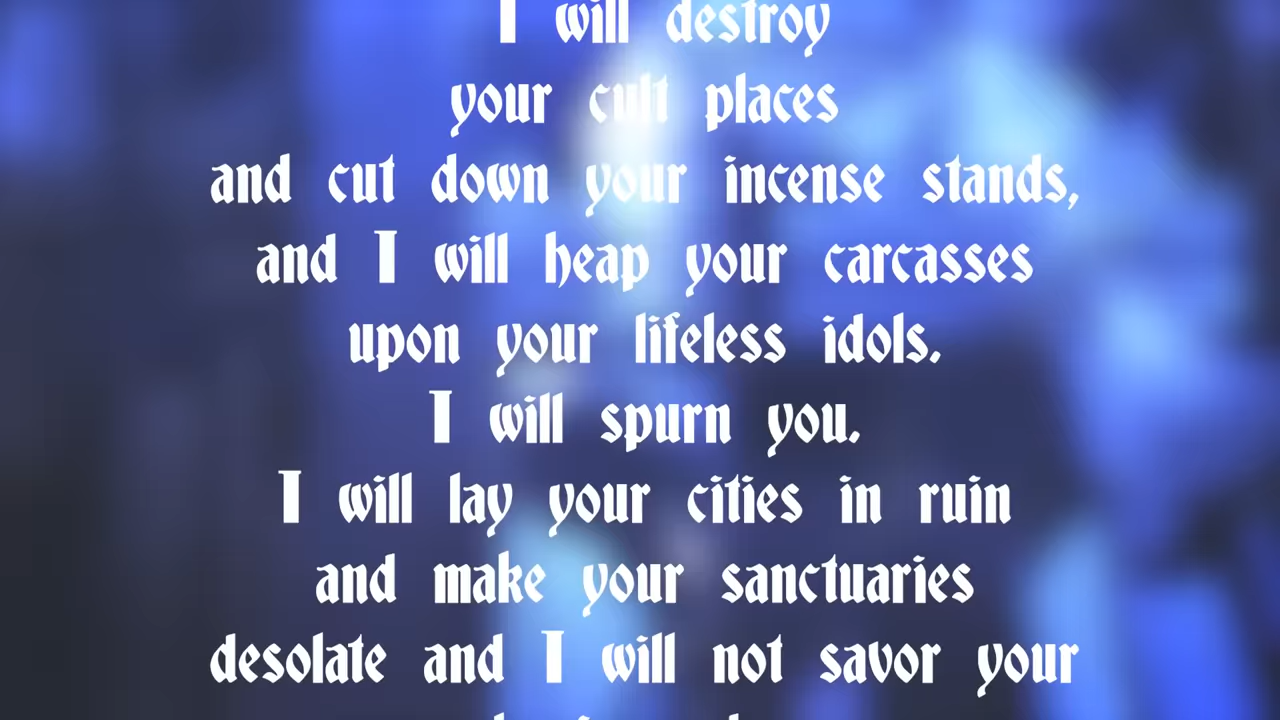 I will destroy
your cult places
and cut down your incense stands,
and I will heap your carcasses
upon your lifeless idols.
I will spurn you.
I will lay your cities in ruin
and make your sanctuaries
desolate and I will not savor your